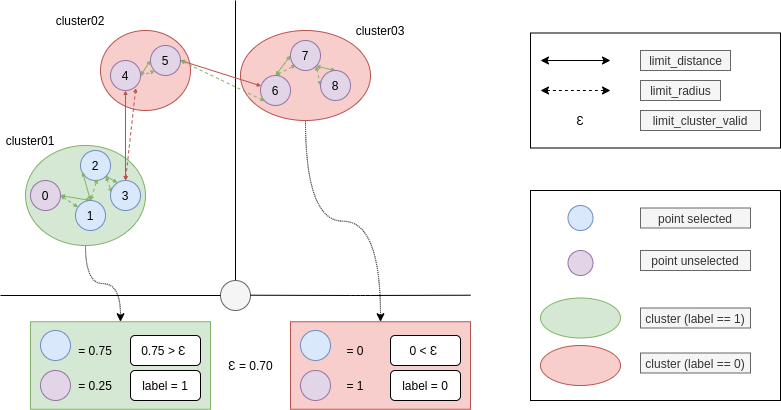 cluster02
cluster03
5
4
7
6
8
limit_distance
limit_radius
Ɛ
limit_cluster_valid
cluster01
2
0
3
1
point selected
point unselected
cluster (label == 1)
cluster (label == 0)
= 0.75
0.75 > Ɛ
= 0.25
label = 1
Ɛ = 0.70
= 0
0 < Ɛ
= 1
label = 0